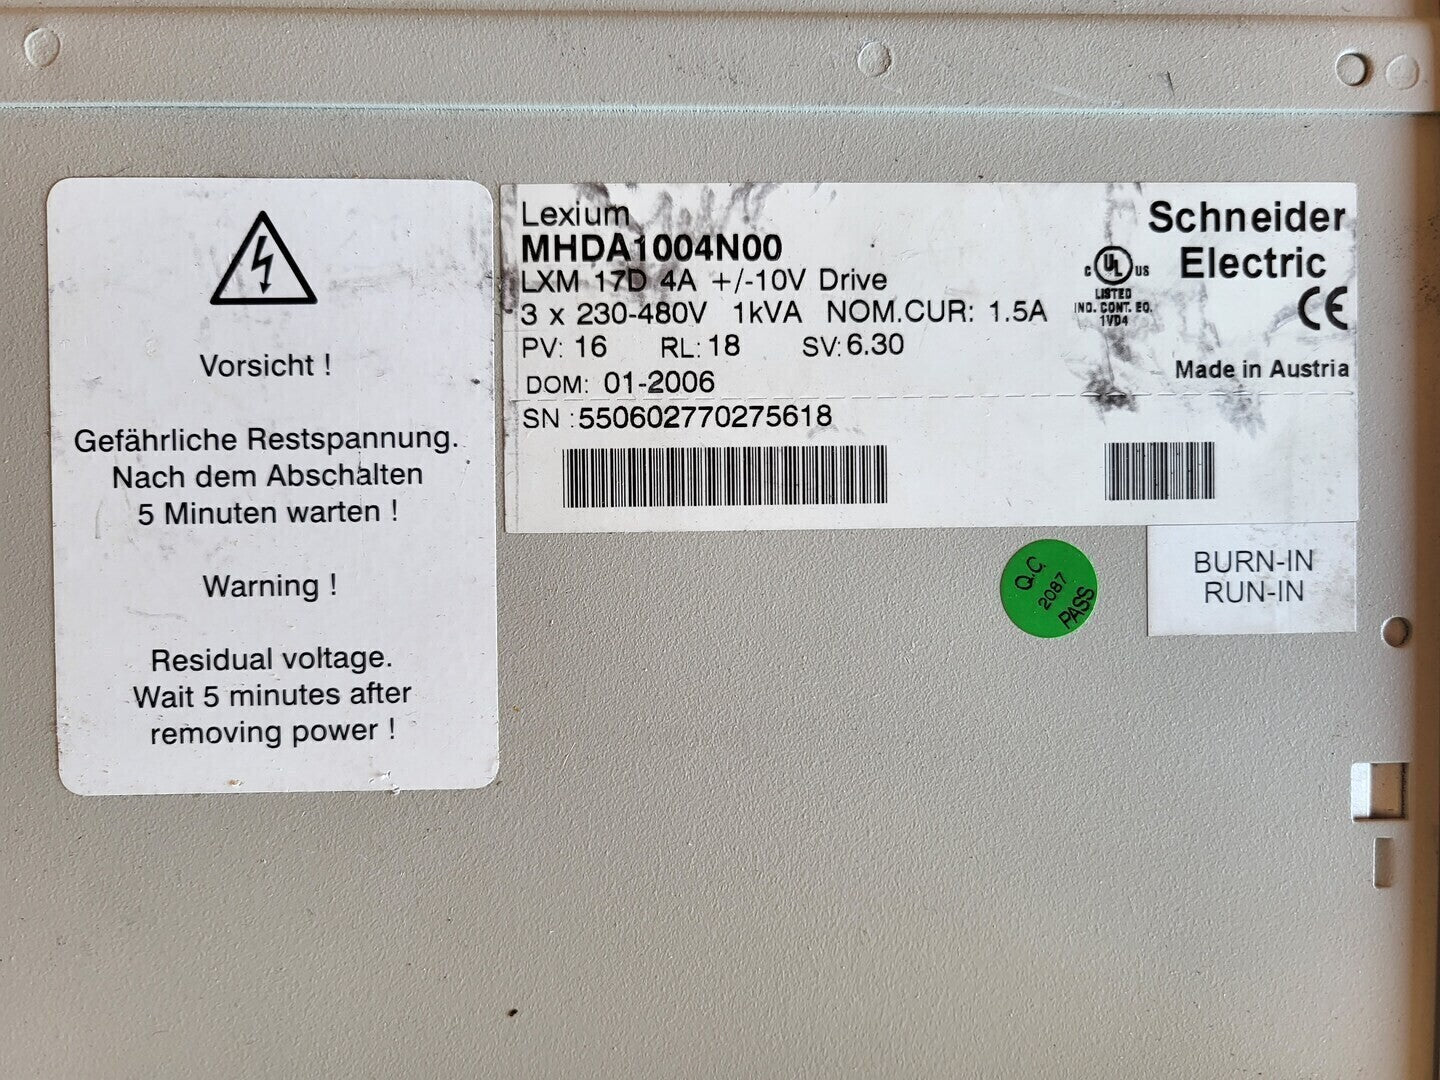 Vorsicht !
Gefährliche Restspannung.
Nach dem Abschalten
5 Minuten warten !
Warning !
Residual voltage.
Wait 5 minutes after
removing power !
Lexium
MHDA1004N00
LXM 17D 4A +/-10V Drive
3 x 230-480V 1kVA NOM.CUR: 1.5A
PV: 16 RL: 18 SV: 6.30
DOM: 01-2006
SN : 550602770275618
Schneider
Electric
C UL US
LISTED
IND. CONT. EQ.
1VD4
CE
Made in Austria
Q.C.
2087
PASS
BURN-IN
RUN-IN